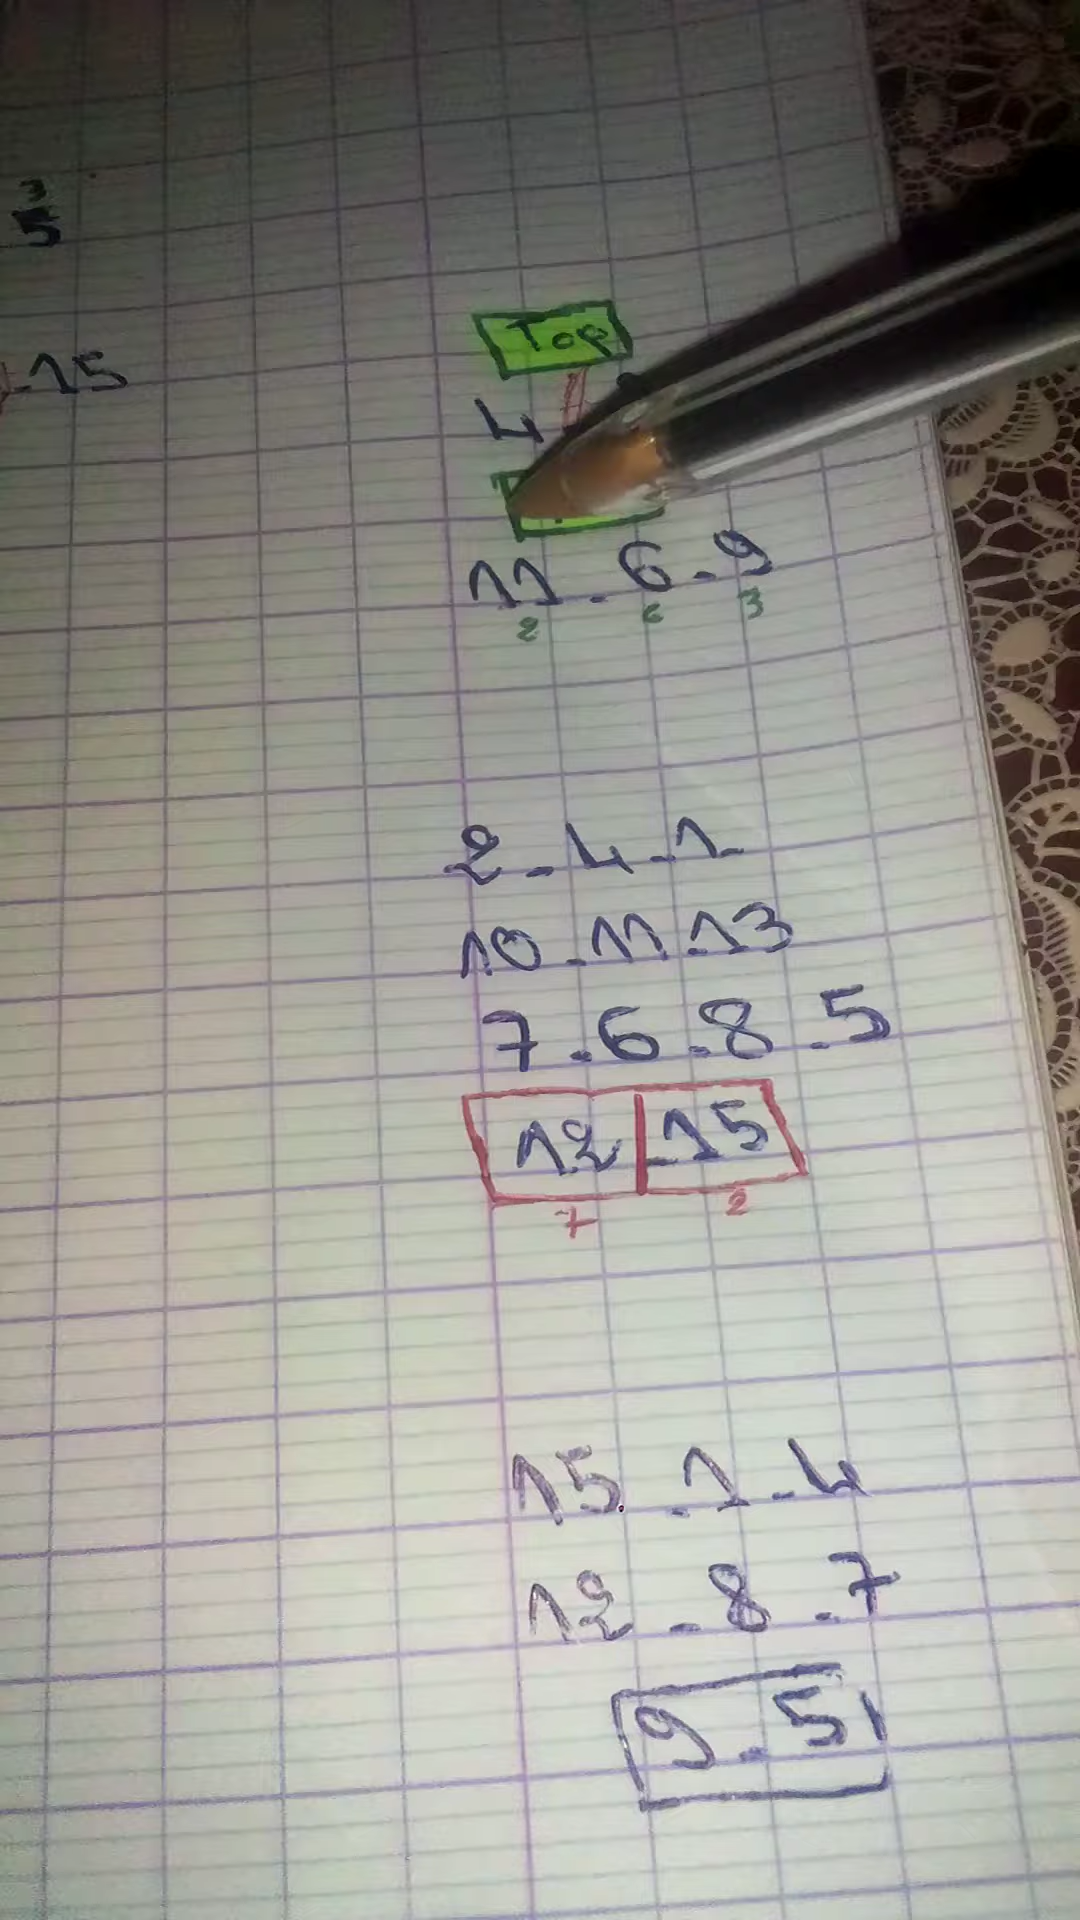 3
5
-15
Top
4
11 . 6 - 9
2 6 3
2 - 4 - 1 -
10 - 11 - 13
7 - 6 - 8 - 5
12 | - 15
7 2
15. - 1 - 4
12 - 8 - 7
9 - 5